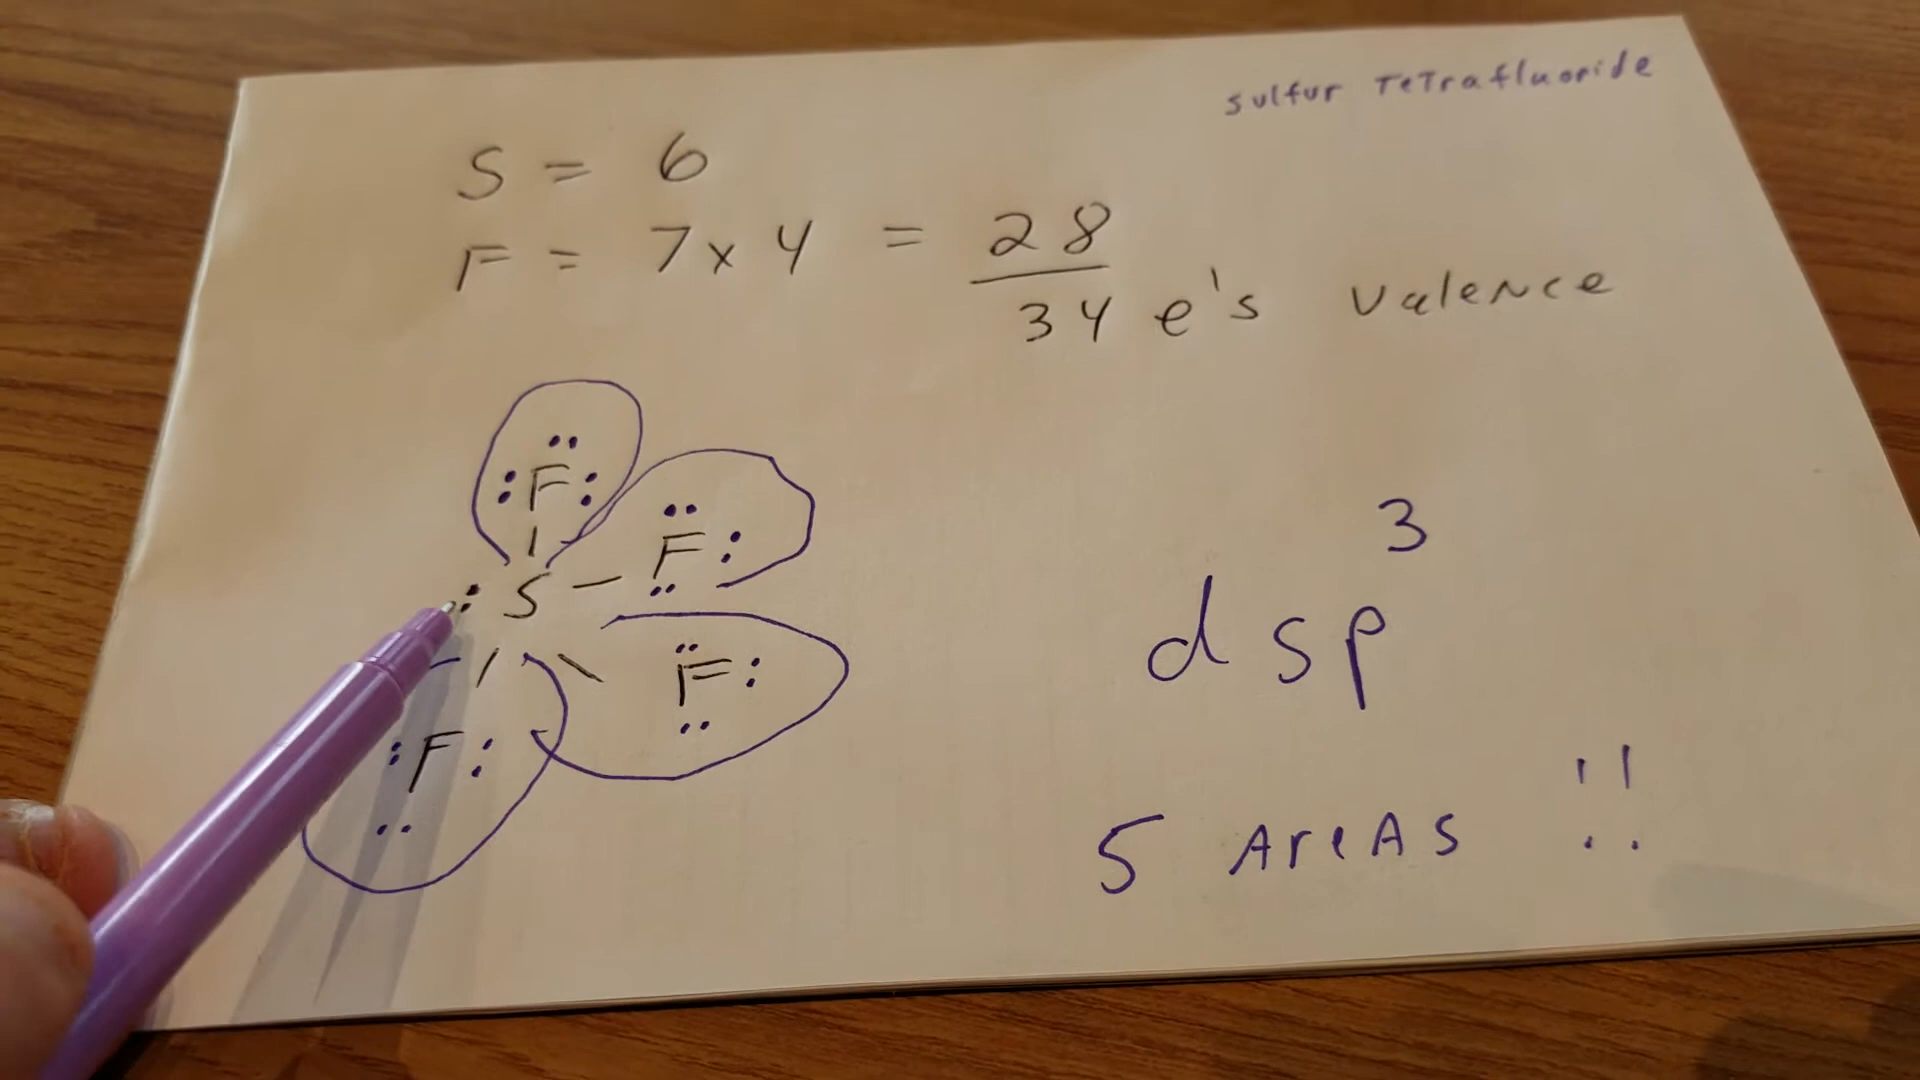 sulfur Tetrafluoride
S = 6
F = 7 x 4 = 28
34 e's valence
F
S – F
F
F
dsp³
5 AreAs !!